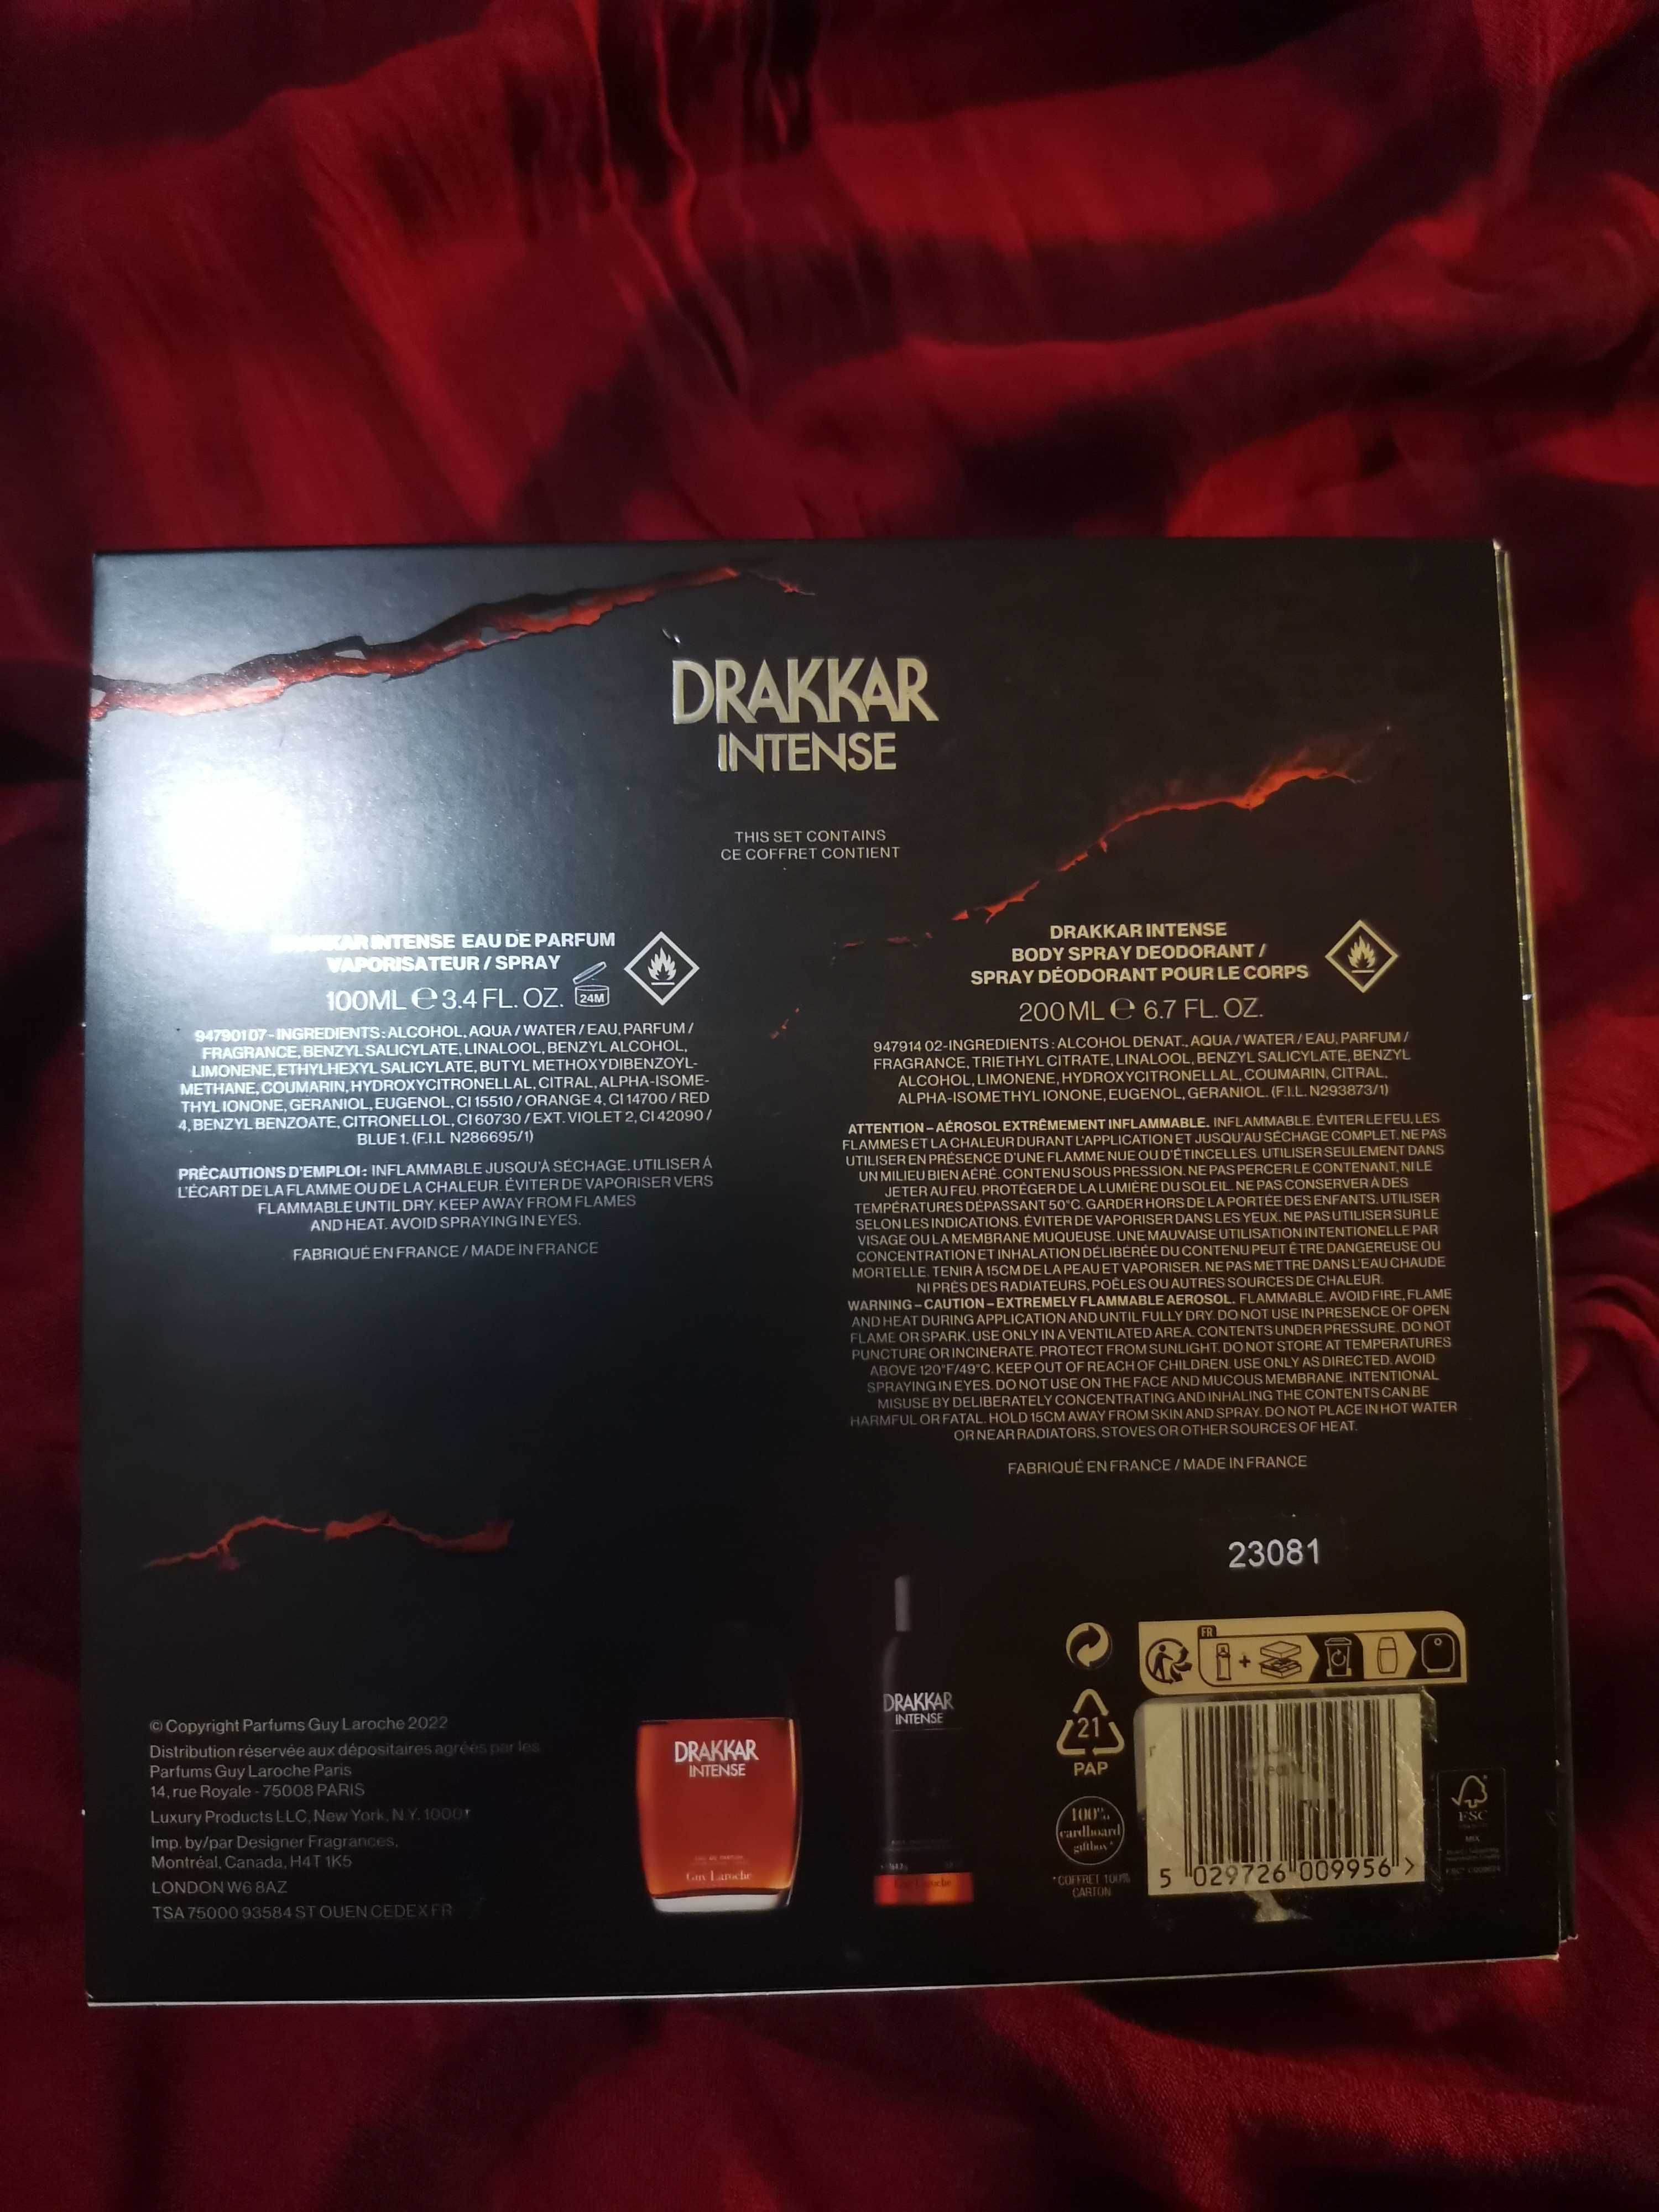 DRAKKAR
INTENSE
THIS SET CONTAINS
CE COFFRET CONTIENT
DRAKKAR INTENSE EAU DE PARFUM
VAPORISATEUR / SPRAY
100ML ℮ 3.4 FL. OZ.
24M
94790107-INGREDIENTS: ALCOHOL, AQUA / WATER / EAU, PARFUM /
FRAGRANCE, BENZYL SALICYLATE, LINALOOL, BENZYL ALCOHOL,
LIMONENE, ETHYLHEXYL SALICYLATE, BUTYL METHOXYDIBENZOYL-
METHANE, COUMARIN, HYDROXYCITRONELLAL, CITRAL, ALPHA-ISOME-
THYL IONONE, GERANIOL, EUGENOL, CI 15510 / ORANGE 4, CI 14700 / RED
4, BENZYL BENZOATE, CITRONELLOL, CI 60730 / EXT. VIOLET 2, CI 42090 /
BLUE 1. (F.I.L N286695/1)
PRÉCAUTIONS D'EMPLOI: INFLAMMABLE JUSQU'À SÉCHAGE. UTILISER À
L'ÉCART DE LA FLAMME OU DE LA CHALEUR. ÉVITER DE VAPORISER VERS
FLAMMABLE UNTIL DRY. KEEP AWAY FROM FLAMES
AND HEAT. AVOID SPRAYING IN EYES.
FABRIQUÉ EN FRANCE / MADE IN FRANCE
DRAKKAR INTENSE
BODY SPRAY DEODORANT /
SPRAY DÉODORANT POUR LE CORPS
200ML ℮ 6.7 FL. OZ.
947914 02-INGREDIENTS: ALCOHOL DENAT., AQUA / WATER / EAU, PARFUM /
FRAGRANCE, TRIETHYL CITRATE, LINALOOL, BENZYL SALICYLATE, BENZYL
ALCOHOL, LIMONENE, HYDROXYCITRONELLAL, COUMARIN, CITRAL,
ALPHA-ISOMETHYL IONONE, EUGENOL, GERANIOL. (F.I.L. N293873/1)
ATTENTION – AÉROSOL EXTRÊMEMENT INFLAMMABLE. INFLAMMABLE. ÉVITER LE FEU, LES
FLAMMES ET LA CHALEUR DURANT L'APPLICATION ET JUSQU'AU SÉCHAGE COMPLET. NE PAS
UTILISER EN PRÉSENCE D'UNE FLAMME NUE OU D'ÉTINCELLES. UTILISER SEULEMENT DANS
UN MILIEU BIEN AÉRÉ. CONTENU SOUS PRESSION. NE PAS PERCER LE CONTENANT, NI LE
JETER AU FEU. PROTÉGER DE LA LUMIÈRE DU SOLEIL. NE PAS CONSERVER À DES
TEMPÉRATURES DÉPASSANT 50°C. GARDER HORS DE LA PORTÉE DES ENFANTS. UTILISER
SELON LES INDICATIONS. ÉVITER DE VAPORISER DANS LES YEUX. NE PAS UTILISER SUR LE
VISAGE OU LA MEMBRANE MUQUEUSE. UNE MAUVAISE UTILISATION INTENTIONELLE PAR
CONCENTRATION ET INHALATION DÉLIBÉRÉE DU CONTENU PEUT ÊTRE DANGEREUSE OU
MORTELLE. TENIR À 15CM DE LA PEAU ET VAPORISER. NE PAS METTRE DANS L'EAU CHAUDE
NI PRÈS DES RADIATEURS, POÊLES OU AUTRES SOURCES DE CHALEUR.
WARNING – CAUTION – EXTREMELY FLAMMABLE AEROSOL. FLAMMABLE. AVOID FIRE, FLAME
AND HEAT DURING APPLICATION AND UNTIL FULLY DRY. DO NOT USE IN PRESENCE OF OPEN
FLAME OR SPARK. USE ONLY IN A VENTILATED AREA. CONTENTS UNDER PRESSURE. DO NOT
PUNCTURE OR INCINERATE. PROTECT FROM SUNLIGHT. DO NOT STORE AT TEMPERATURES
ABOVE 120°F/49°C. KEEP OUT OF REACH OF CHILDREN. USE ONLY AS DIRECTED. AVOID
SPRAYING IN EYES. DO NOT USE ON THE FACE AND MUCOUS MEMBRANE. INTENTIONAL
MISUSE BY DELIBERATELY CONCENTRATING AND INHALING THE CONTENTS CAN BE
HARMFUL OR FATAL. HOLD 15CM AWAY FROM SKIN AND SPRAY. DO NOT PLACE IN HOT WATER
OR NEAR RADIATORS, STOVES OR OTHER SOURCES OF HEAT.
FABRIQUÉ EN FRANCE / MADE IN FRANCE
23081
© Copyright Parfums Guy Laroche 2022
Distribution réservée aux dépositaires agréés par les
Parfums Guy Laroche Paris
14, rue Royale - 75008 PARIS
Luxury Products LLC, New York, N.Y. 10001
Imp. by/par Designer Fragrances,
Montréal, Canada, H4T 1K5
LONDON W6 8AZ
TSA 75000 93584 ST OUEN CEDEX FR
DRAKKAR
INTENSE
Guy Laroche
DRAKKAR
INTENSE
Guy Laroche
FR
21
PAP
100%
cardboard
giftbox*
*COFFRET 100%
CARTON
5 029726 009956 >
FSC
MIX